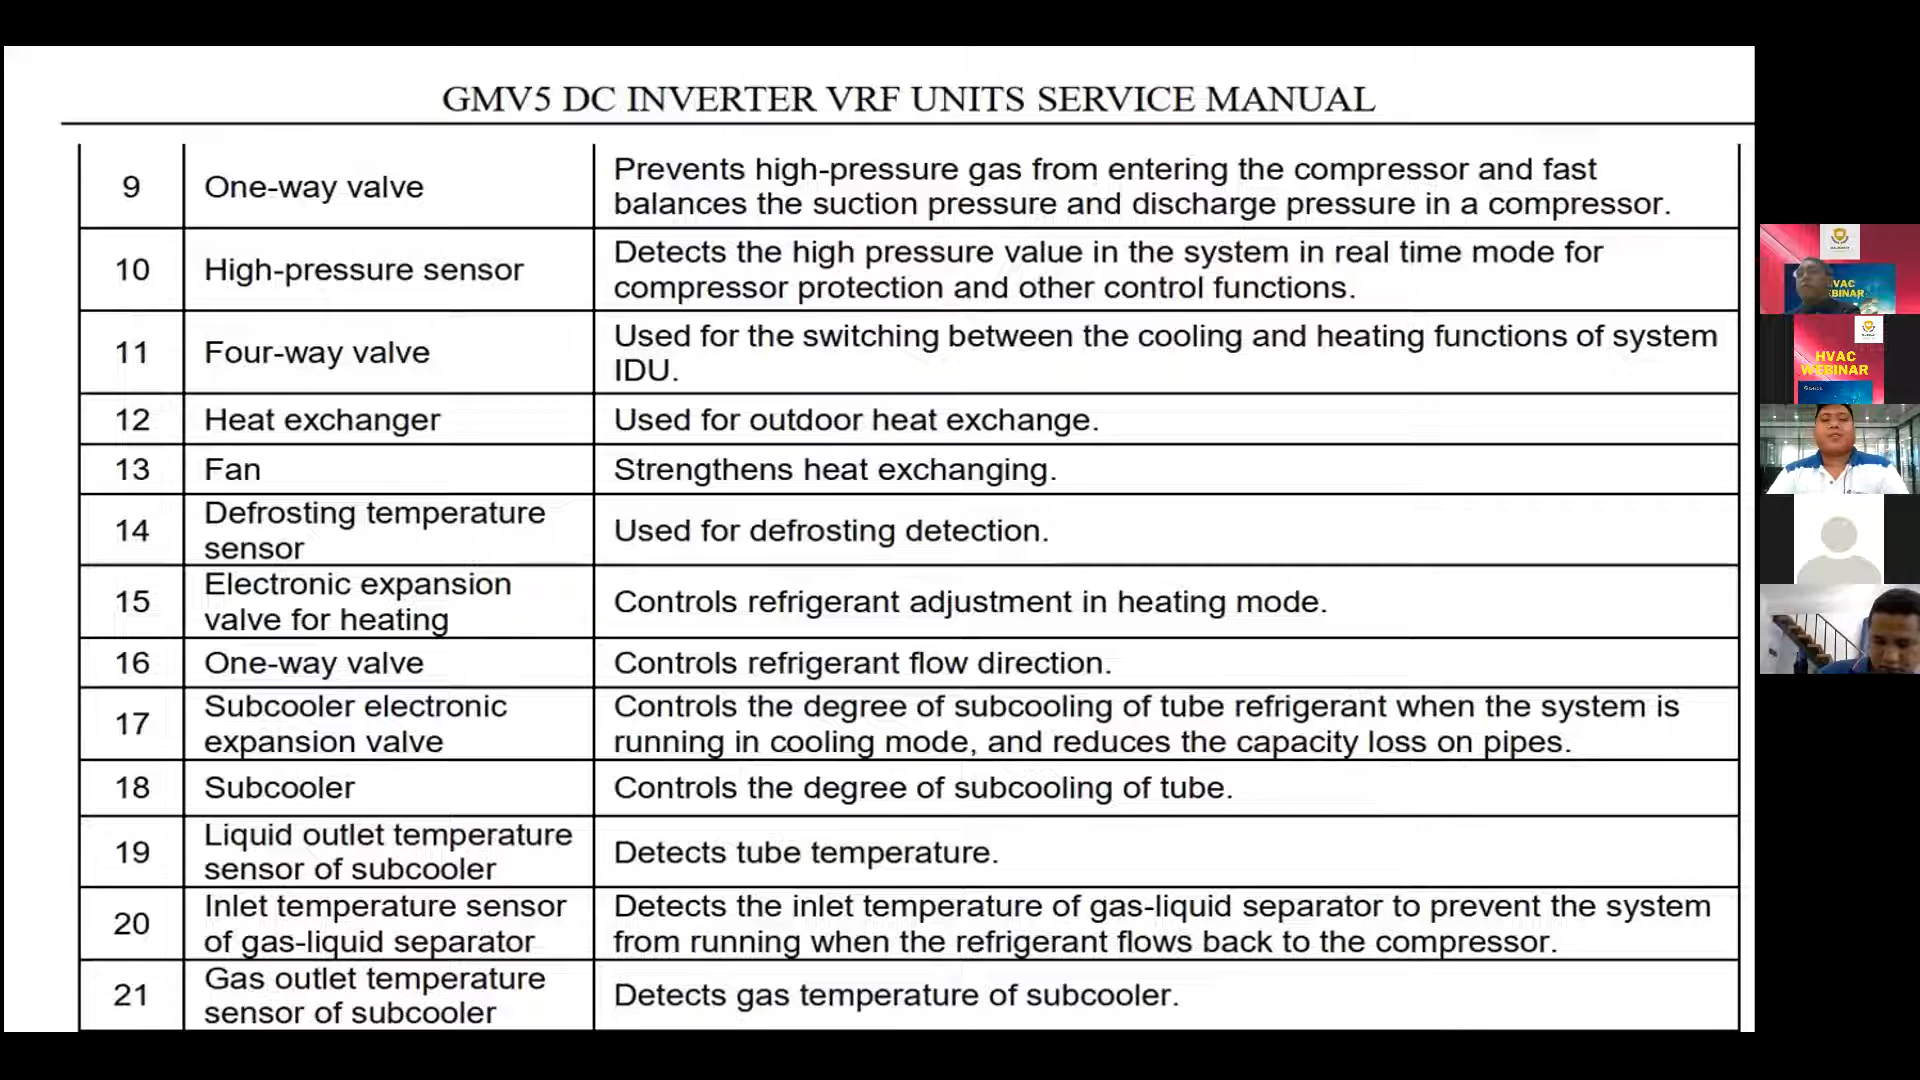 GMV5 DC INVERTER VRF UNITS SERVICE MANUAL
9 One-way valve Prevents high-pressure gas from entering the compressor and fast
balances the suction pressure and discharge pressure in a compressor.
10 High-pressure sensor Detects the high pressure value in the system in real time mode for
compressor protection and other control functions.
11 Four-way valve Used for the switching between the cooling and heating functions of system
IDU.
12 Heat exchanger Used for outdoor heat exchange.
13 Fan Strengthens heat exchanging.
14 Defrosting temperature
sensor Used for defrosting detection.
15 Electronic expansion
valve for heating Controls refrigerant adjustment in heating mode.
16 One-way valve Controls refrigerant flow direction.
17 Subcooler electronic
expansion valve Controls the degree of subcooling of tube refrigerant when the system is
running in cooling mode, and reduces the capacity loss on pipes.
18 Subcooler Controls the degree of subcooling of tube.
19 Liquid outlet temperature
sensor of subcooler Detects tube temperature.
20 Inlet temperature sensor
of gas-liquid separator Detects the inlet temperature of gas-liquid separator to prevent the system
from running when the refrigerant flows back to the compressor.
21 Gas outlet temperature
sensor of subcooler Detects gas temperature of subcooler.
HVAC
WEBINAR